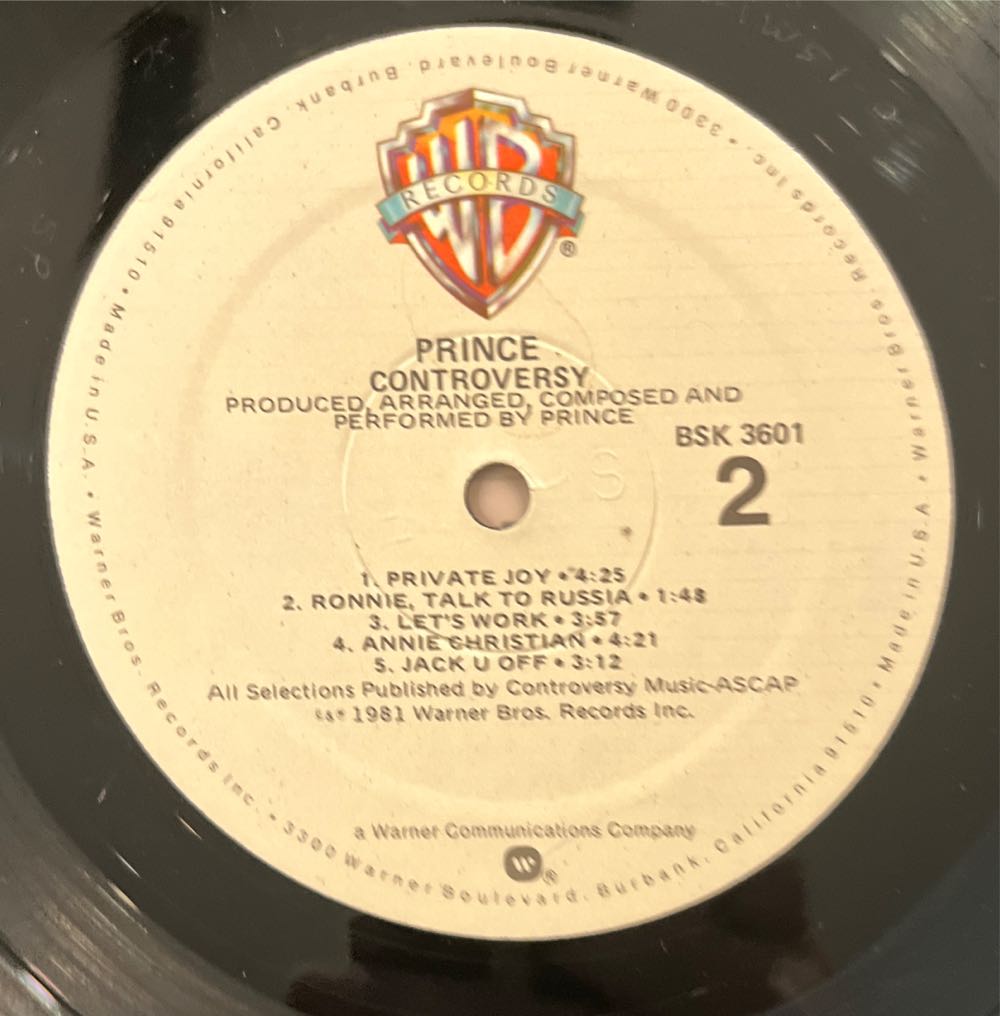 WB
RECORDS
®
PRINCE
CONTROVERSY
PRODUCED, ARRANGED, COMPOSED AND
PERFORMED BY PRINCE
BSK 3601
2
1. PRIVATE JOY • 4:25
2. RONNIE, TALK TO RUSSIA • 1:48
3. LET'S WORK • 3:57
4. ANNIE CHRISTIAN • 4:21
5. JACK U OFF • 3:12
All Selections Published by Controversy Music-ASCAP
1981 Warner Bros. Records Inc.
a Warner Communications Company
W®
Made in U.S.A. • Warner Bros. Records Inc. • 3300 Warner Boulevard, Burbank, California 91510 • Made in U.S.A. • Warner Bros. Records Inc. • 3300 Warner Boulevard, Burbank, California 91510 •